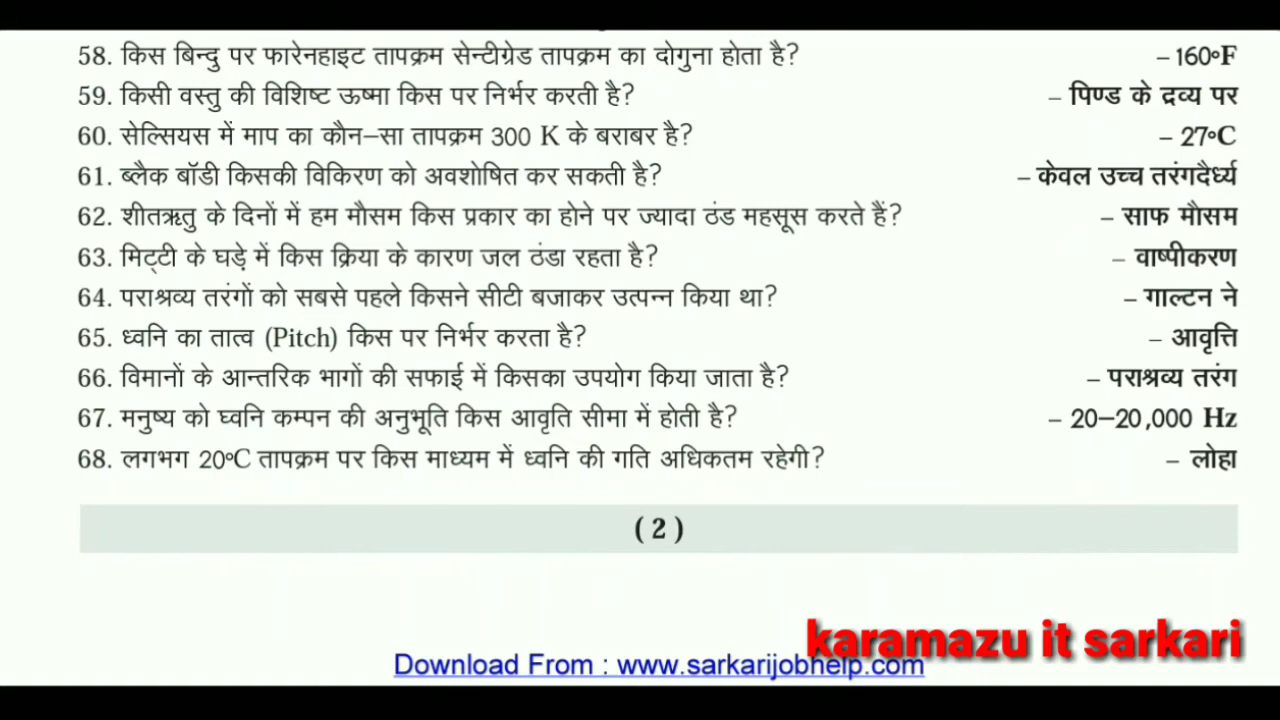 58. किस बिन्दु पर फारेनहाइट तापक्रम सेन्टीग्रेड तापक्रम का दोगुना होता है? – 160°F
59. किसी वस्तु की विशिष्ट ऊष्मा किस पर निर्भर करती है? – पिण्ड के द्रव्य पर
60. सेल्सियस में माप का कौन–सा तापक्रम 300 K के बराबर है? – 27°C
61. ब्लैक बॉडी किसकी विकिरण को अवशोषित कर सकती है? – केवल उच्च तरंगदैर्ध्य
62. शीतऋतु के दिनों में हम मौसम किस प्रकार का होने पर ज्यादा ठंड महसूस करते हैं? – साफ मौसम
63. मिट्टी के घड़े में किस क्रिया के कारण जल ठंडा रहता है? – वाष्पीकरण
64. पराश्रव्य तरंगों को सबसे पहले किसने सीटी बजाकर उत्पन्न किया था? – गाल्टन ने
65. ध्वनि का तात्व (Pitch) किस पर निर्भर करता है? – आवृत्ति
66. विमानों के आन्तरिक भागों की सफाई में किसका उपयोग किया जाता है? – पराश्रव्य तरंग
67. मनुष्य को घ्वनि कम्पन की अनुभूति किस आवृति सीमा में होती है? – 20–20,000 Hz
68. लगभग 20°C तापक्रम पर किस माध्यम में ध्वनि की गति अधिकतम रहेगी? – लोहा
( 2 )
karamazu it sarkari
Download From : www.sarkarijobhelp.com